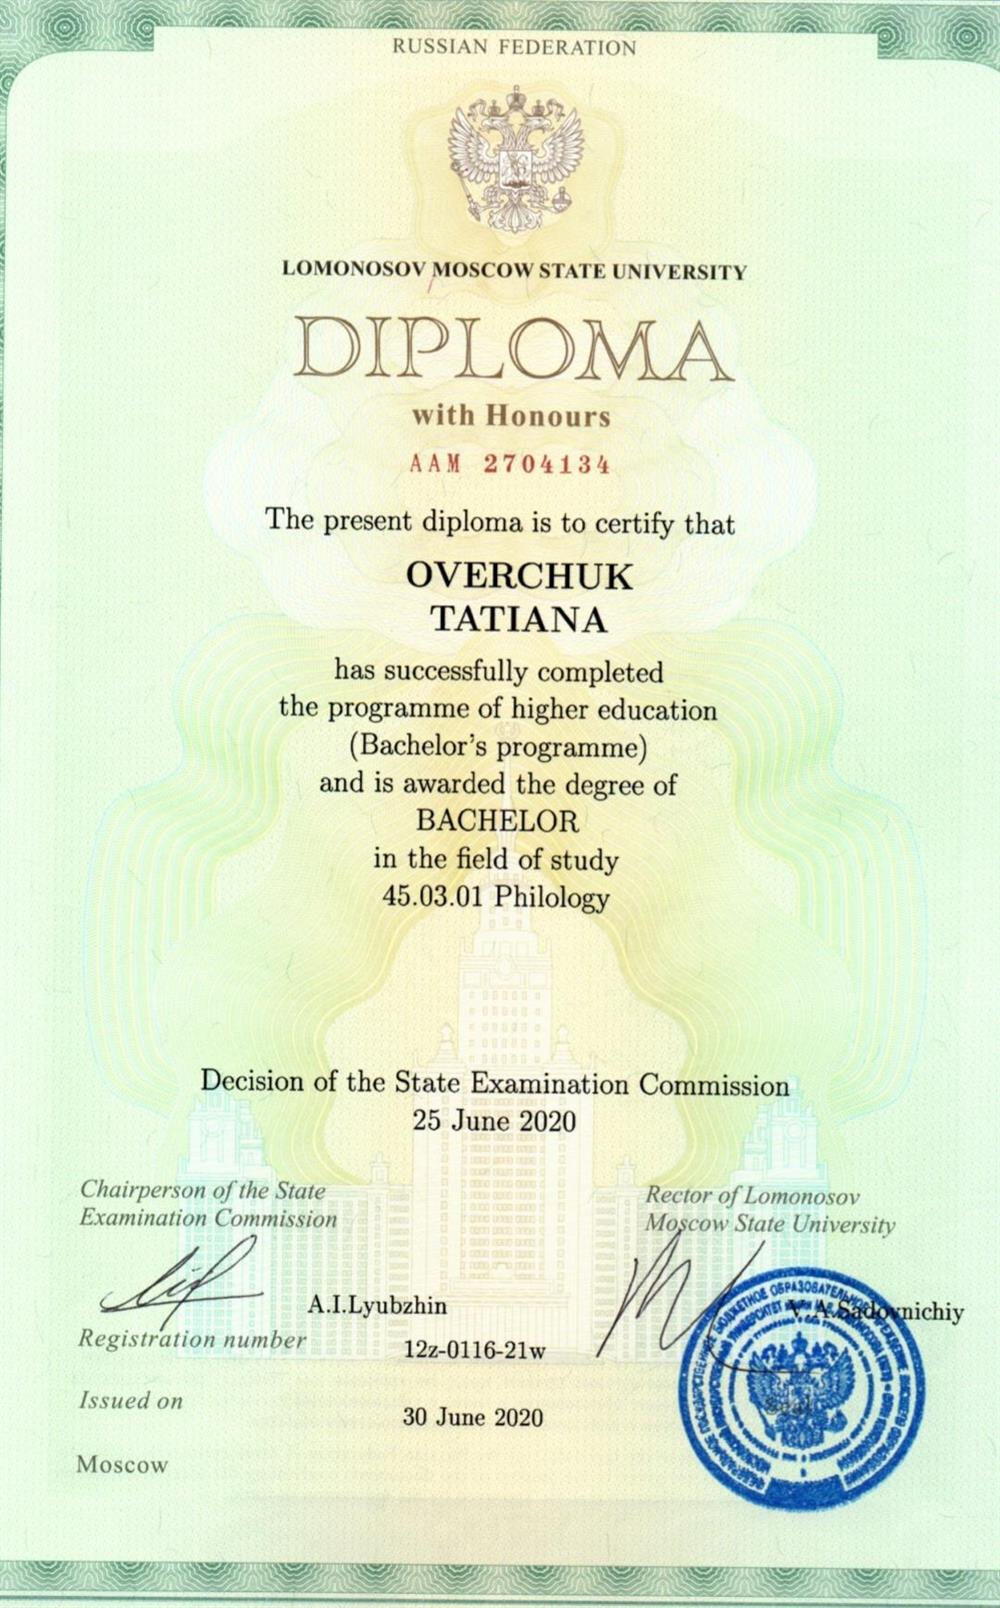 RUSSIAN FEDERATION
LOMONOSOV MOSCOW STATE UNIVERSITY
DIPLOMA
with Honours
AAM 2704134
The present diploma is to certify that
OVERCHUK
TATIANA
has successfully completed
the programme of higher education
(Bachelor's programme)
and is awarded the degree of
BACHELOR
in the field of study
45.03.01 Philology
Decision of the State Examination Commission
25 June 2020
Chairperson of the State
Examination Commission
A.I.Lyubzhin
Rector of Lomonosov
Moscow State University
V.A.Sadovnichiy
Registration number
12z-0116-21w
Issued on
30 June 2020
Seal
Moscow